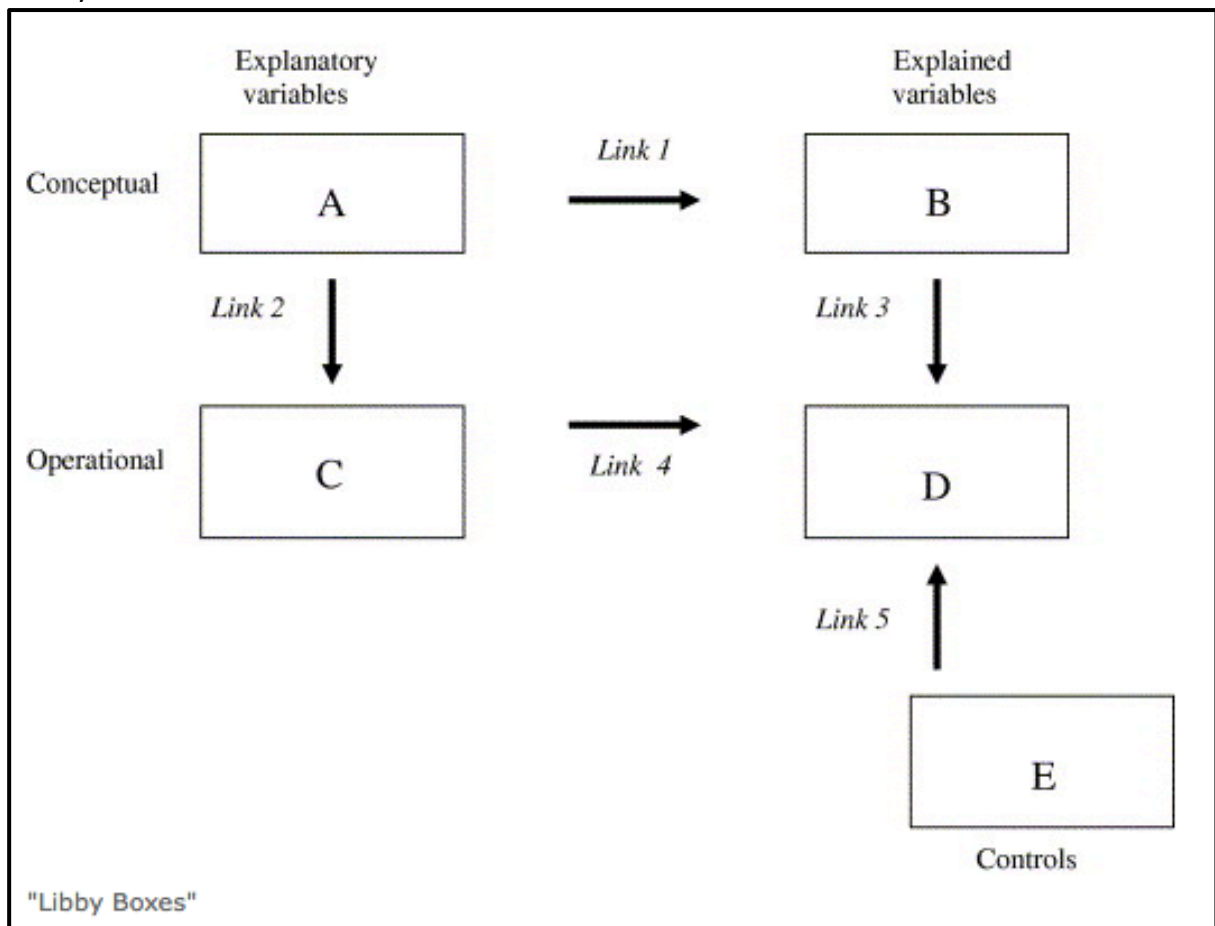 Explanatory
variables
Explained
variables
Link 1
Conceptual
A
B
Link 2
Link 3
Operational
C
Link 4
D
Link 5
E
Controls
"Libby Boxes"